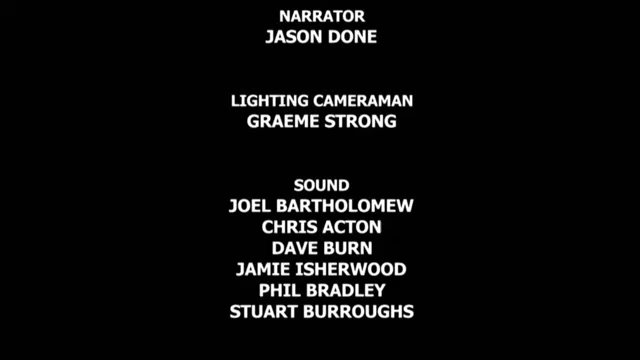 NARRATOR
JASON DONE
LIGHTING CAMERAMAN
GRAEME STRONG
SOUND
JOEL BARTHOLOMEW
CHRIS ACTON
DAVE BURN
JAMIE ISHERWOOD
PHIL BRADLEY
STUART BURROUGHS